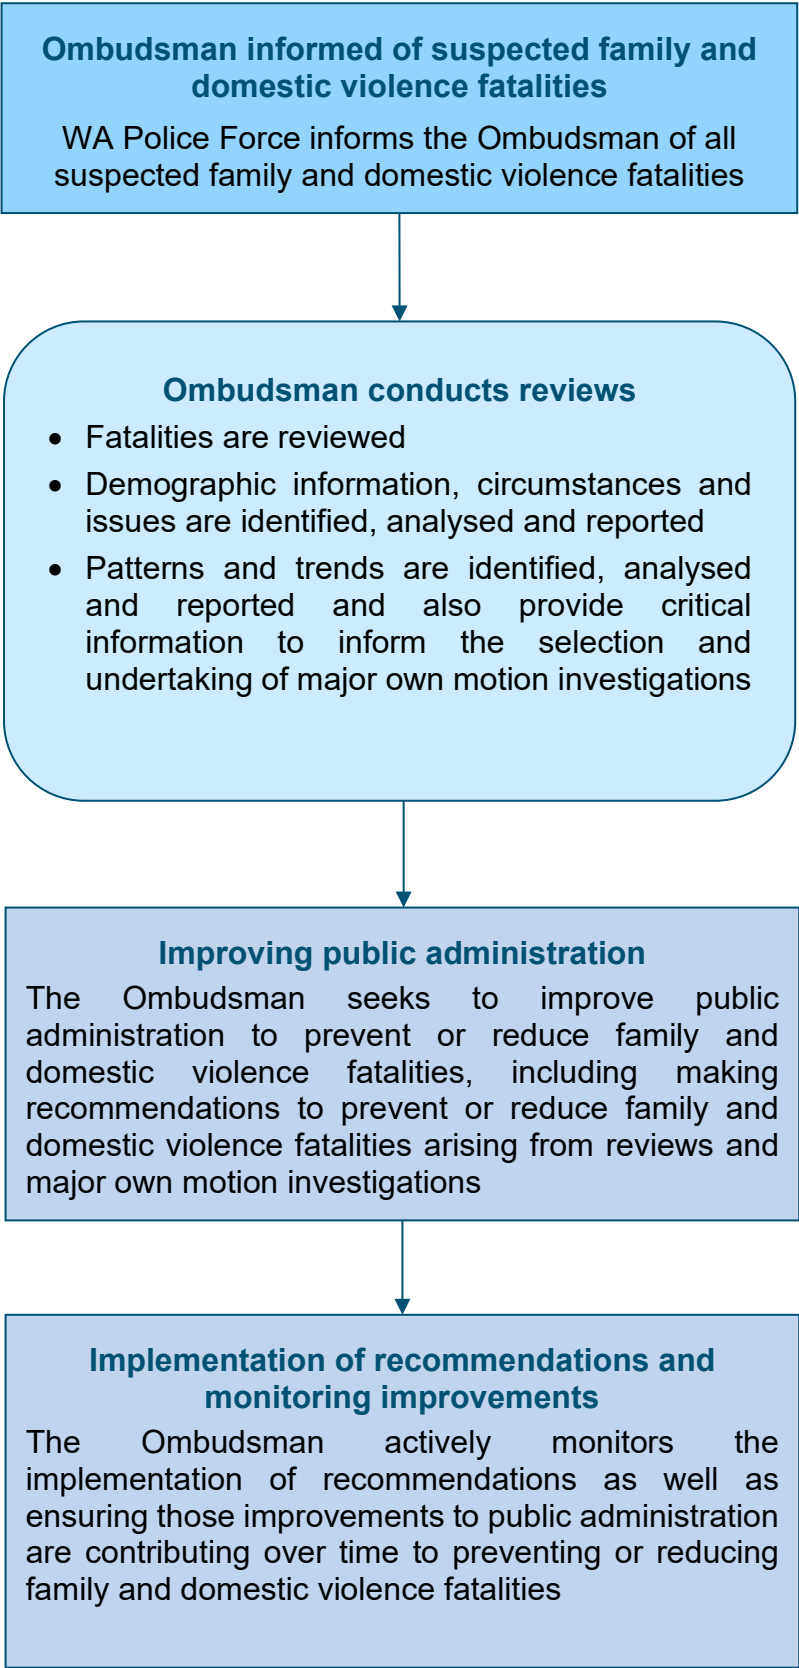 Ombudsman informed of suspected family and
domestic violence fatalities
WA Police Force informs the Ombudsman of all
suspected family and domestic violence fatalities
Ombudsman conducts reviews
• Fatalities are reviewed
• Demographic information, circumstances and
issues are identified, analysed and reported
• Patterns and trends are identified, analysed
and reported and also provide critical
information to inform the selection and
undertaking of major own motion investigations
Improving public administration
The Ombudsman seeks to improve public
administration to prevent or reduce family and
domestic violence fatalities, including making
recommendations to prevent or reduce family and
domestic violence fatalities arising from reviews and
major own motion investigations
Implementation of recommendations and
monitoring improvements
The Ombudsman actively monitors the
implementation of recommendations as well as
ensuring those improvements to public administration
are contributing over time to preventing or reducing
family and domestic violence fatalities